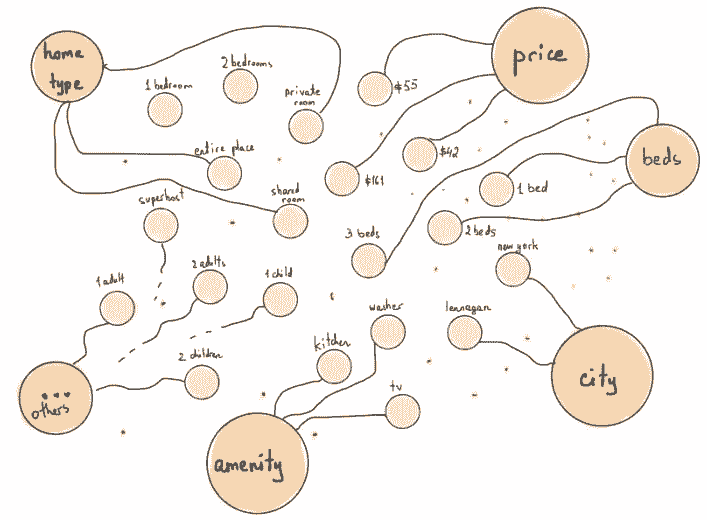 home
type
1 bedroom
2 bedrooms
private
room
$55
price
entire place
$161
$42
beds
superhost
shared
room
1 bed
3 beds
2 beds
new york
1 adult
2 adults
1 child
washer
lennagan
kitchen
2 children
city
tv
...
others
amenity